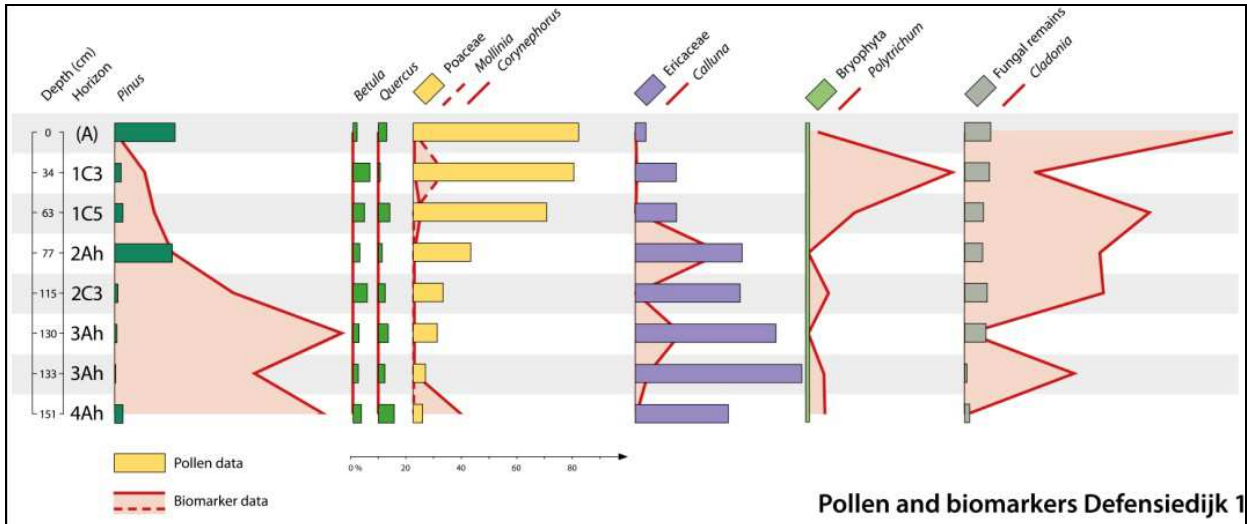 Depth (cm)
Horizon
Pinus
Betula
Quercus
Poaceae
Mollinia
Corynephorus
Ericaceae
Calluna
Bryophyta
Polytrichum
Fungal remains
Cladonia
0 (A)
34 1C3
63 1C5
77 2Ah
115 2C3
130 3Ah
133 3Ah
151 4Ah
Pollen data
Biomarker data
0 % 20 40 60 80
Pollen and biomarkers Defensiedijk 1